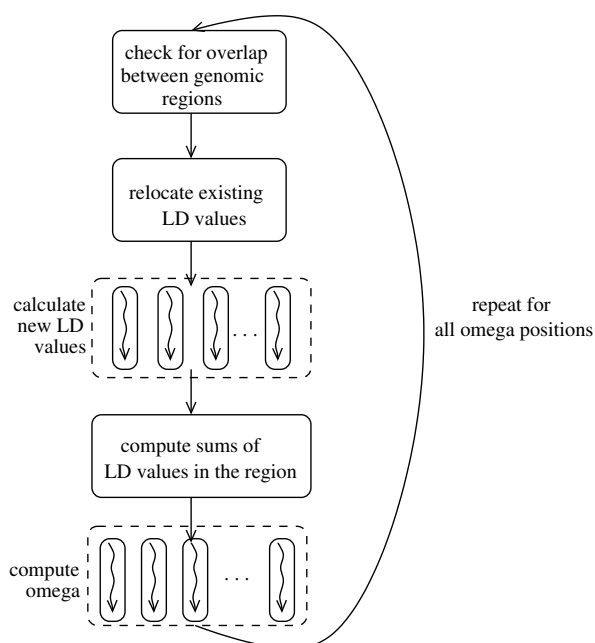 check for overlap
between genomic
regions
relocate existing
LD values
calculate
new LD
values
. . .
repeat for
all omega positions
compute sums of
LD values in the region
compute
omega
. . .